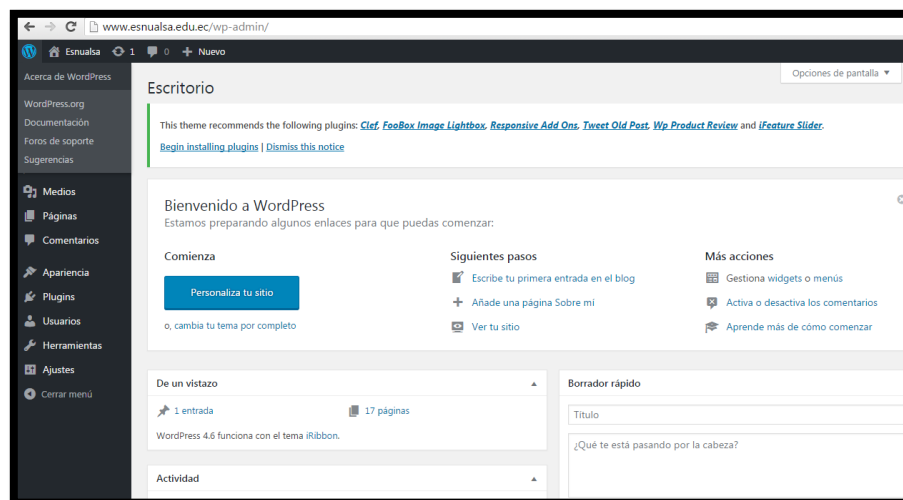 www.esnualsa.edu.ec/wp-admin/
Esnualsa 1 0 + Nuevo
Acerca de WordPress
WordPress.org
Documentación
Foros de soporte
Sugerencias
Medios
Páginas
Comentarios
Apariencia
Plugins
Usuarios
Herramientas
Ajustes
Cerrar menú
Opciones de pantalla
Escritorio
This theme recommends the following plugins: Clef, FooBox Image Lightbox, Responsive Add Ons, Tweet Old Post, Wp Product Review and iFeature Slider.
Begin installing plugins | Dismiss this notice
Bienvenido a WordPress
Estamos preparando algunos enlaces para que puedas comenzar:
Comienza
Personaliza tu sitio
o, cambia tu tema por completo
Siguientes pasos
Escribe tu primera entrada en el blog
Añade una página Sobre mi
Ver tu sitio
Más acciones
Gestiona widgets o menús
Activa o desactiva los comentarios
Aprende más de cómo comenzar
De un vistazo
1 entrada
17 páginas
WordPress 4.6 funciona con el tema iRibbon.
Actividad
Borrador rápido
Título
¿Qué te está pasando por la cabeza?